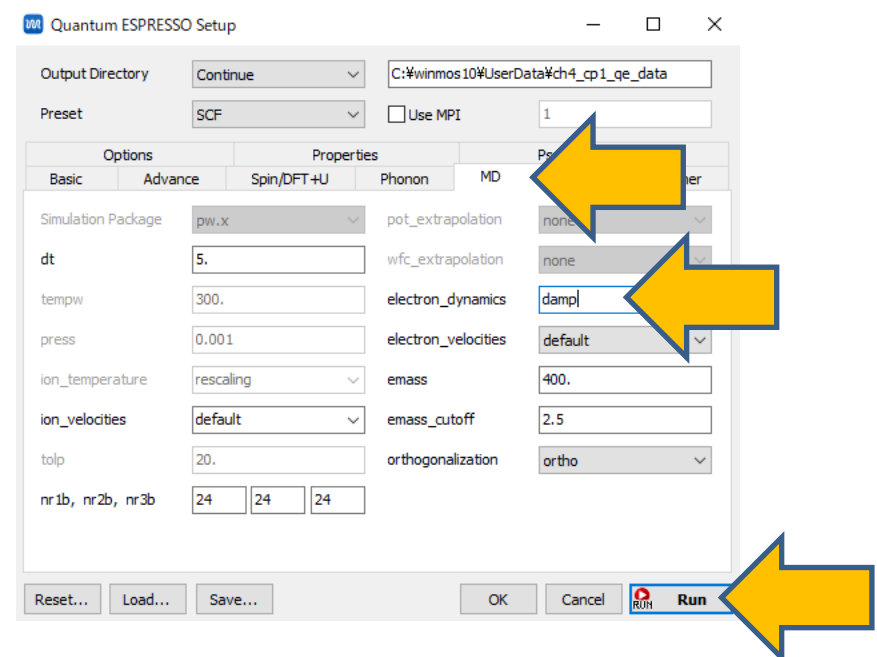 Quantum ESPRESSO Setup
Output Directory Continue C:¥winmos10¥UserData¥ch4_cp1_qe_data
Preset SCF Use MPI 1
Options Properties
Basic Advance Spin/DFT+U Phonon MD
Simulation Package pw.x pot_extrapolation none
dt 5. wfc_extrapolation none
tempw 300. electron_dynamics damp
press 0.001 electron_velocities default
ion_temperature rescaling emass 400.
ion_velocities default emass_cutoff 2.5
tolp 20. orthogonalization ortho
nr1b, nr2b, nr3b 24 24 24
Reset... Load... Save... OK Cancel RUN Run